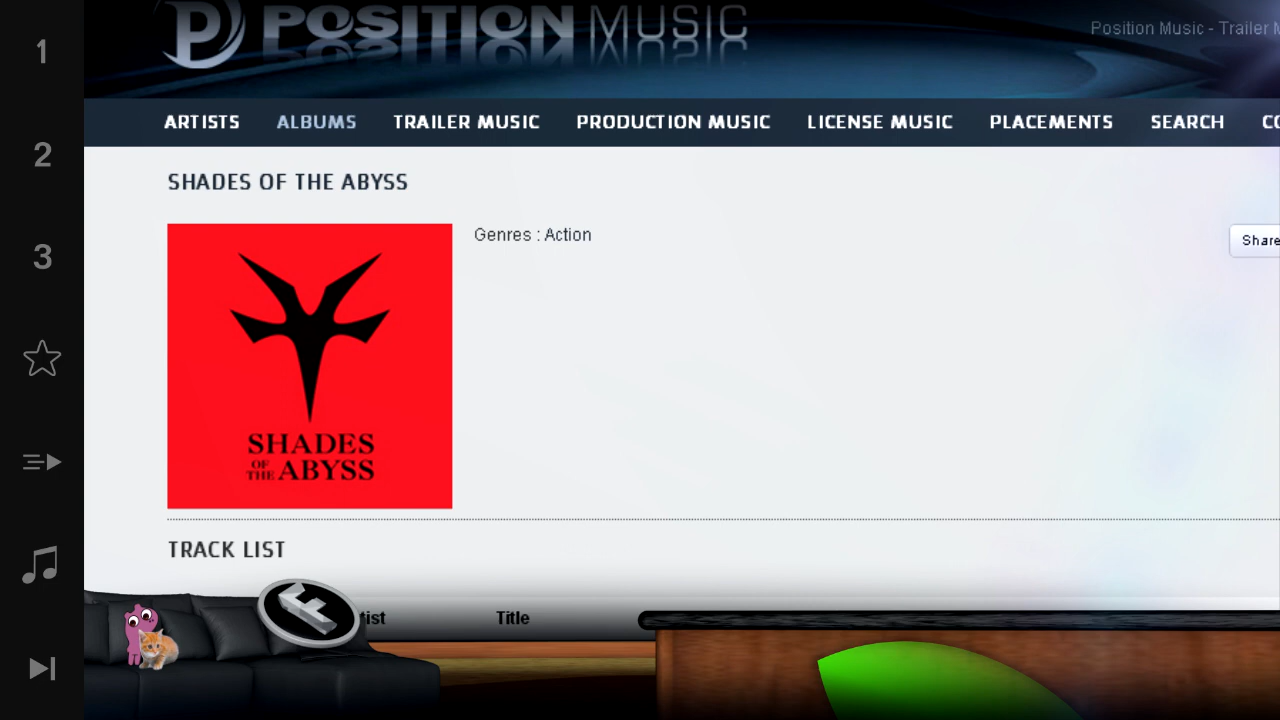 POSITION MUSIC
Position Music - Trailer
ARTISTS ALBUMS TRAILER MUSIC PRODUCTION MUSIC LICENSE MUSIC PLACEMENTS SEARCH
SHADES OF THE ABYSS
Genres : Action
Share
SHADES
OF THE ABYSS
TRACK LIST
Title
1
2
3